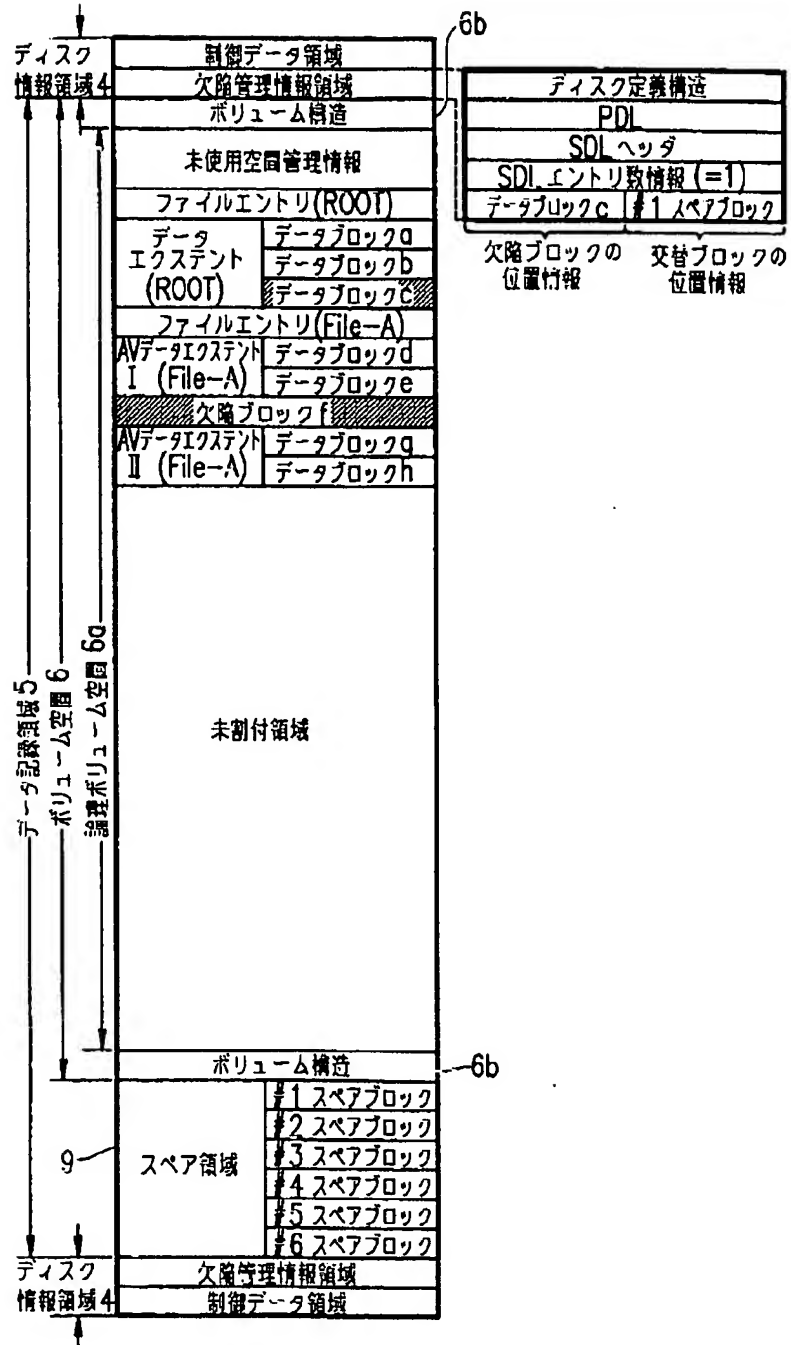 6b
ディスク
情報領域4
制御データ領域
欠陥管理情報領域
ボリューム構造
未使用空間管理情報
ファイルエントリ(ROOT)
データ
エクステント
(ROOT)
データブロックa
データブロックb
データブロックc
ファイルエントリ(File-A)
AVデータエクステント
I (File-A)
データブロックd
データブロックe
欠陥ブロックf
AVデータエクステント
II (File-A)
データブロックg
データブロックh
ディスク定義構造
PDL
SDLヘッダ
SDLエントリ数情報(=1)
データブロックc
#1 スペアブロック
欠陥ブロックの
位置情報
交替ブロックの
位置情報
データ記録領域5
ボリューム空間6
論理ボリューム空間6a
未割付領域
ボリューム構造
6b
9
スペア領域
#1 スペアブロック
#2 スペアブロック
#3 スペアブロック
#4 スペアブロック
#5 スペアブロック
#6 スペアブロック
ディスク
情報領域4
欠陥管理情報領域
制御データ領域